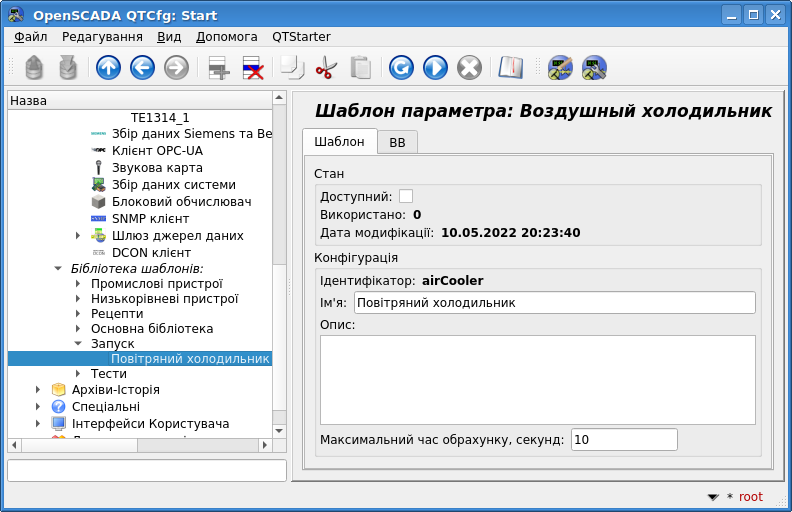 OpenSCADA QTCfg: Start
Файл Редагування Вид Допомога QTStarter
Назва
TE1314_1
Збір даних Siemens та Be
Клієнт OPC-UA
Звукова карта
Збір даних системи
Блоковий обчислювач
SNMP клієнт
Шлюз джерел даних
DCON клієнт
Бібліотека шаблонів:
Промислові пристрої
Низькорівневі пристрої
Рецепти
Основна бібліотека
Запуск
Повітряний холодильник
Тести
Архіви-Історія
Спеціальні
Інтерфейси Користувача
Шаблон параметра: Воздушный холодильник
Шаблон ВВ
Стан
Доступний:
Використано: 0
Дата модифікації: 10.05.2022 20:23:40
Конфігурація
Ідентифікатор: airCooler
Ім'я: Повітряний холодильник
Опис:
Максимальний час обрахунку, секунд: 10
* root